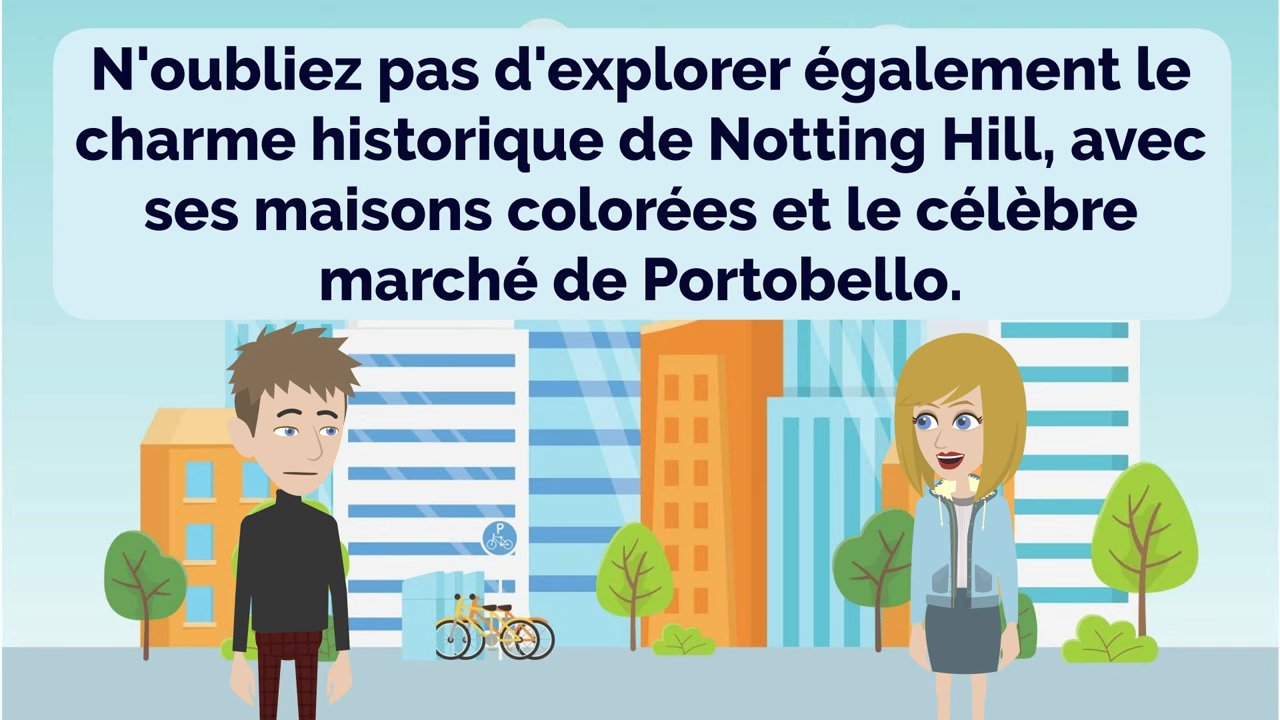 N'oubliez pas d'explorer également le
charme historique de Notting Hill, avec
ses maisons colorées et le célèbre
marché de Portobello.
P